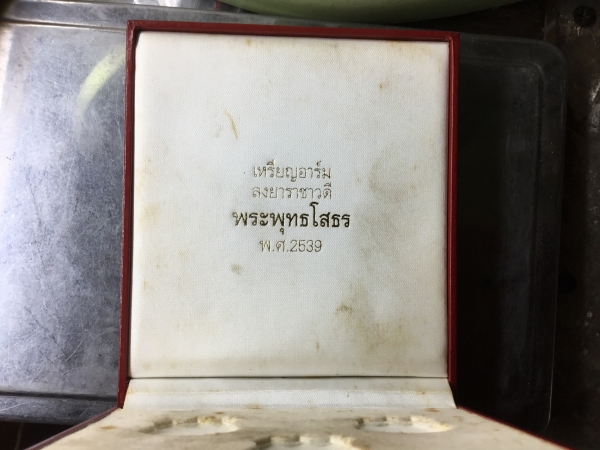 เหรียญอาร์ม
ลงยาราชาวดี
พระพุทธโสธร
พ.ศ.2539